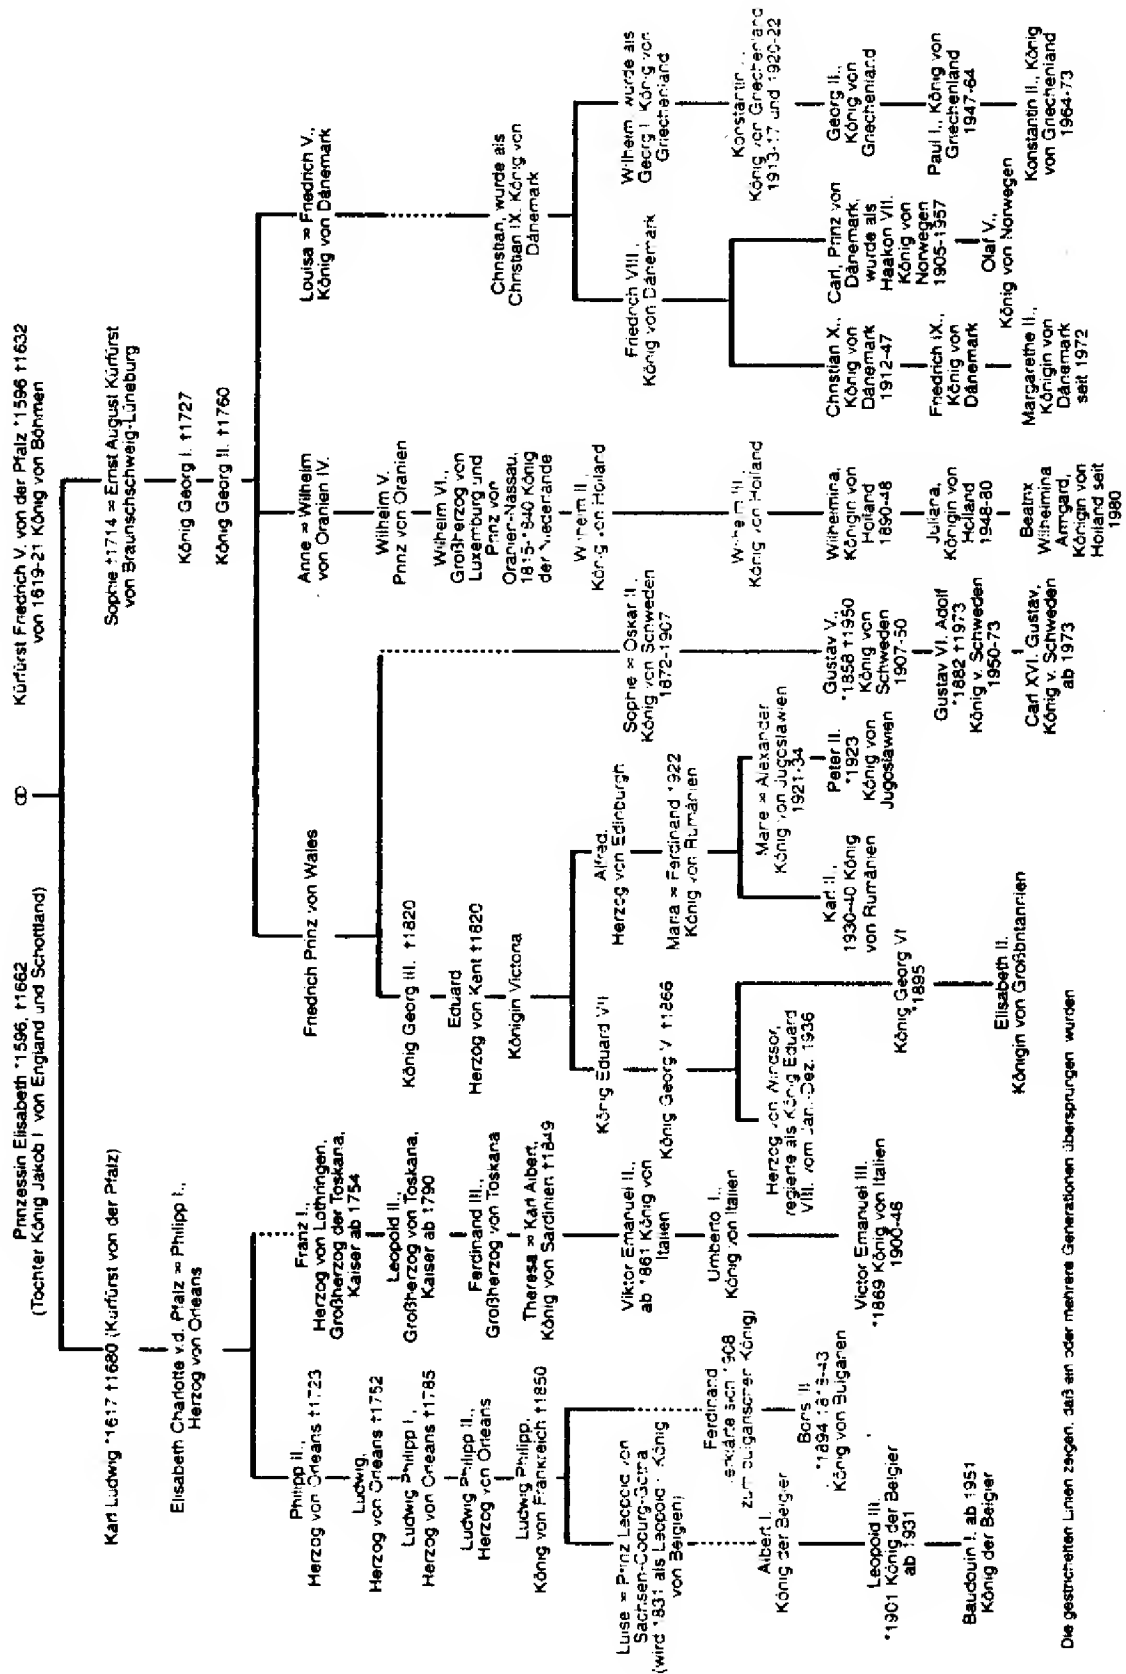 Prinzessin Elisabeth *1596, †1662
(Tochter König Jakob I. von England und Schottland)
Kurfürst Friedrich V. von der Pfalz *1596 †1632
von 1619-21 König von Böhmen
Karl Ludwig *1617 †1680 (Kurfürst von der Pfalz)
Sophie †1714 ∞ Ernst August Kurfürst
von Braunschschweig-Lüneburg
Elisabeth Charlotte v.d. Pfalz ∞ Philipp I.,
Herzog von Orleans
König Georg I. †1727
König Georg II. †1760
Philipp II.,
Herzog von Orleans †1723
Ludwig,
Herzog von Orleans †1752
Ludwig Philipp I.,
Herzog von Orleans †1785
Ludwig Philipp II.,
Herzog von Orleans
Ludwig Philipp,
König von Frankreich †1850
Luise ∞ Prinz Leopold von
Sachsen-Coburg-Gotha
(wird 1831 als Leopold I. König
von Belgien)
Albert I.
König der Belgier
Leopold III.,
*1901 König der Belgier
ab 1931
Baudouin I. ab 1951
König der Belgier
Ferdinand
(erklärte sich 1908
zum bulgarischen König)
Boris III.
*1894 1918-43
König von Bulgarien
Franz I.,
Herzog von Lothringen,
Großherzog der Toskana,
Kaiser ab 1754
Leopold II.,
Großherzog von Toskana,
Kaiser ab 1790
Ferdinand III.,
Großherzog von Toskana
Theresa ∞ Karl Albert,
König von Sardinien †1849
Viktor Emanuel II.,
ab 1861 König von
Italien
Umberto I.,
König von Italien
Victor Emanuel III.
*1869 König von Italien
1900-46
Friedrich Prinz von Wales
König Georg III. †1820
Eduard
Herzog von Kent †1820
Königin Victoria
König Eduard VII
König Georg V †1866
Herzog von Windsor,
regierte als König Eduard
VIII. vom Jan.-Dez. 1936
König Georg VI
*1895
Elisabeth II.
Königin von Großbritannien
Alfred,
Herzog von Edinburgh
Maria ∞ Ferdinand 1922
König von Rumänien
Karl II.,
1930-40 König
von Rumänien
Marie ∞ Alexander
König von Jugoslawien
1921-34
Peter II.
*1923
König von
Jugoslawien
Sophie ∞ Oskar II.,
König von Schweden
1872-1907
Gustav V.,
*1858 †1950
König von
Schweden
1907-50
Gustav VI. Adolf
*1882 †1973
König v. Schweden
1950-73
Carl XVI. Gustav,
König v. Schweden
ab 1973
Anne ∞ Wilhelm
von Oranien IV.
Wilhelm V.
Prinz von Oranien
Wilhelm VI.,
Großherzog von
Luxemburg und
Prinz von
Oranier-Nassau,
1815-1840 König
der Niederlande
Wilhelm II.,
König von Holland
Wilhelm III.
König von Holland
Wilhelmina,
Königin von
Holland
1890-48
Juliana,
Königin von
Holland
1948-80
Beatrix
Wilhelmina
Armgard,
Königin von
Holland seit
1980
Louisa ∞ Friedrich V.,
König von Dänemark
Christian, wurde als
Christian IX. König von
Dänemark
Friedrich VIII.,
König von Dänemark
Christian X.,
König von
Dänemark
1912-47
Friedrich IX.,
König von
Dänemark
Margarethe II.,
Königin von
Dänemark
seit 1972
Carl, Prinz von
Dänemark,
wurde als
Haakon VII.
König von
Norwegen
1905-1957
Olaf V.,
König von Norwegen
Wilhelm, wurde als
Georg I. König von
Griechenland
Konstantin I.,
König von Griechenland
1913-17 und 1920-22
Georg II.,
König von
Griechenland
Paul I., König von
Griechenland
1947-64
Konstantin II., König
von Griechenland
1964-73
Die gestrichelten Linien zeigen, daß ein oder mehrere Generationen übersprungen wurden